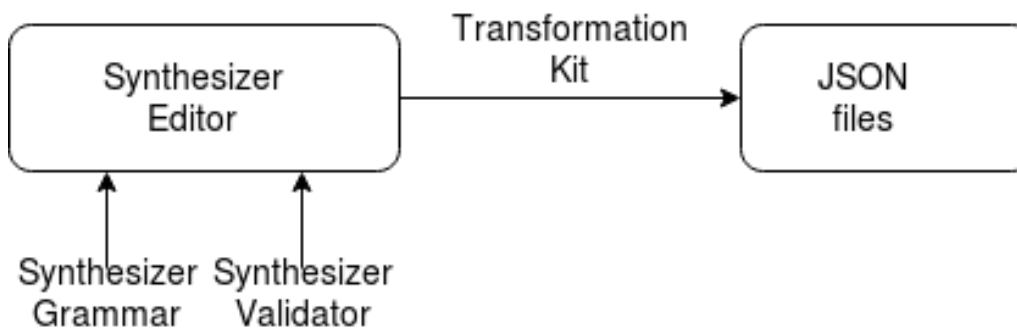 Synthesizer
Editor
Transformation
Kit
JSON
files
Synthesizer
Grammar
Synthesizer
Validator